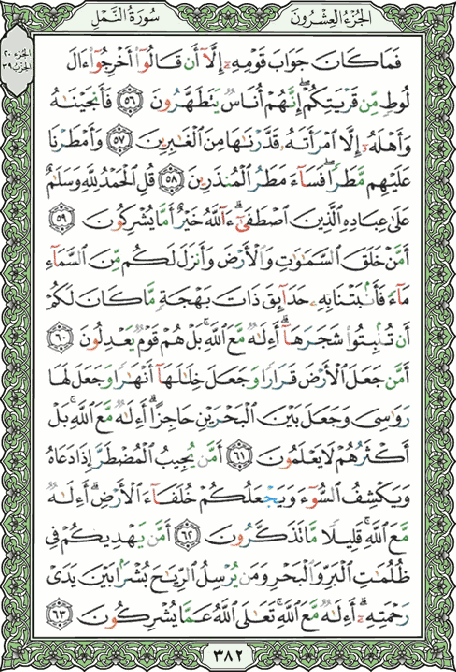 الجزء العشرون
سورة النمل
الجزء ٢٠
الحزب ٣٩
فَمَا كَانَ جَوَابَ قَوْمِهِۦٓ إِلَّآ أَن قَالُوٓا۟ أَخْرِجُوٓا۟ ءَالَ
لُوطٍ مِّن قَرْيَتِكُمْ ۖ إِنَّهُمْ أُنَاسٌ يَتَطَهَّرُونَ ٥٦ فَأَنجَيْنَٰهُ
وَأَهْلَهُۥٓ إِلَّا ٱمْرَأَتَهُۥ قَدَّرْنَٰهَا مِنَ ٱلْغَٰبِرِينَ ٥٧ وَأَمْطَرْنَا
عَلَيْهِم مَّطَرًا ۖ فَسَآءَ مَطَرُ ٱلْمُنذَرِينَ ٥٨ قُلِ ٱلْحَمْدُ لِلَّهِ وَسَلَٰمٌ
عَلَىٰ عِبَادِهِ ٱلَّذِينَ ٱصْطَفَىٰٓ ۗ ءَآللَّهُ خَيْرٌ أَمَّا يُشْرِكُونَ ٥٩
أَمَّنْ خَلَقَ ٱلسَّمَٰوَٰتِ وَٱلْأَرْضَ وَأَنزَلَ لَكُم مِّنَ ٱلسَّمَآءِ
مَآءً فَأَنۢبَتْنَا بِهِۦ حَدَآئِقَ ذَاتَ بَهْجَةٍ مَّا كَانَ لَكُمْ
أَن تُنۢبِتُوا۟ شَجَرَهَآ ۗ أَءِلَٰهٌ مَّعَ ٱللَّهِ ۚ بَلْ هُمْ قَوْمٌ يَعْدِلُونَ ٦٠
أَمَّن جَعَلَ ٱلْأَرْضَ قَرَارًا وَجَعَلَ خِلَٰلَهَآ أَنْهَٰرًا وَجَعَلَ لَهَا
رَوَٰسِىَ وَجَعَلَ بَيْنَ ٱلْبَحْرَيْنِ حَاجِزًا ۗ أَءِلَٰهٌ مَّعَ ٱللَّهِ ۚ بَلْ
أَكْثَرُهُمْ لَا يَعْلَمُونَ ٦١ أَمَّن يُجِيبُ ٱلْمُضْطَرَّ إِذَا دَعَاهُ
وَيَكْشِفُ ٱلسُّوٓءَ وَيَجْعَلُكُمْ خُلَفَآءَ ٱلْأَرْضِ ۗ أَءِلَٰهٌ
مَّعَ ٱللَّهِ ۚ قَلِيلًا مَّا تَذَكَّرُونَ ٦٢ أَمَّن يَهْدِيكُمْ فِى
ظُلُمَٰتِ ٱلْبَرِّ وَٱلْبَحْرِ وَمَن يُرْسِلُ ٱلرِّيَٰحَ بُشْرًۢا بَيْنَ يَدَىْ
رَحْمَتِهِۦٓ ۗ أَءِلَٰهٌ مَّعَ ٱللَّهِ ۚ تَعَٰلَى ٱللَّهُ عَمَّا يُشْرِكُونَ ٦٣
٣٨٢